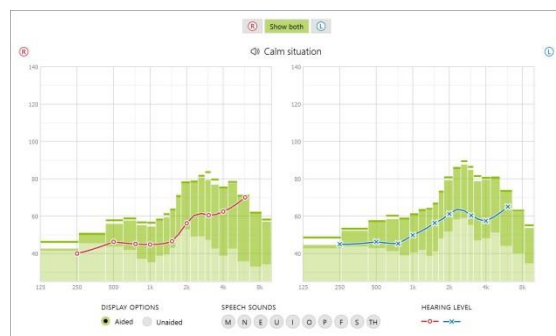 R Show both L
R Calm situation L
140 140
120 120
100 100
80 80
60 60
40 40
125 250 500 1k 2k 4k 8k 125 250 500 1k 2k 4k 8k
DISPLAY OPTIONS SPEECH SOUNDS HEARING LEVEL
Aided Unaided M N E U I O P F S TH